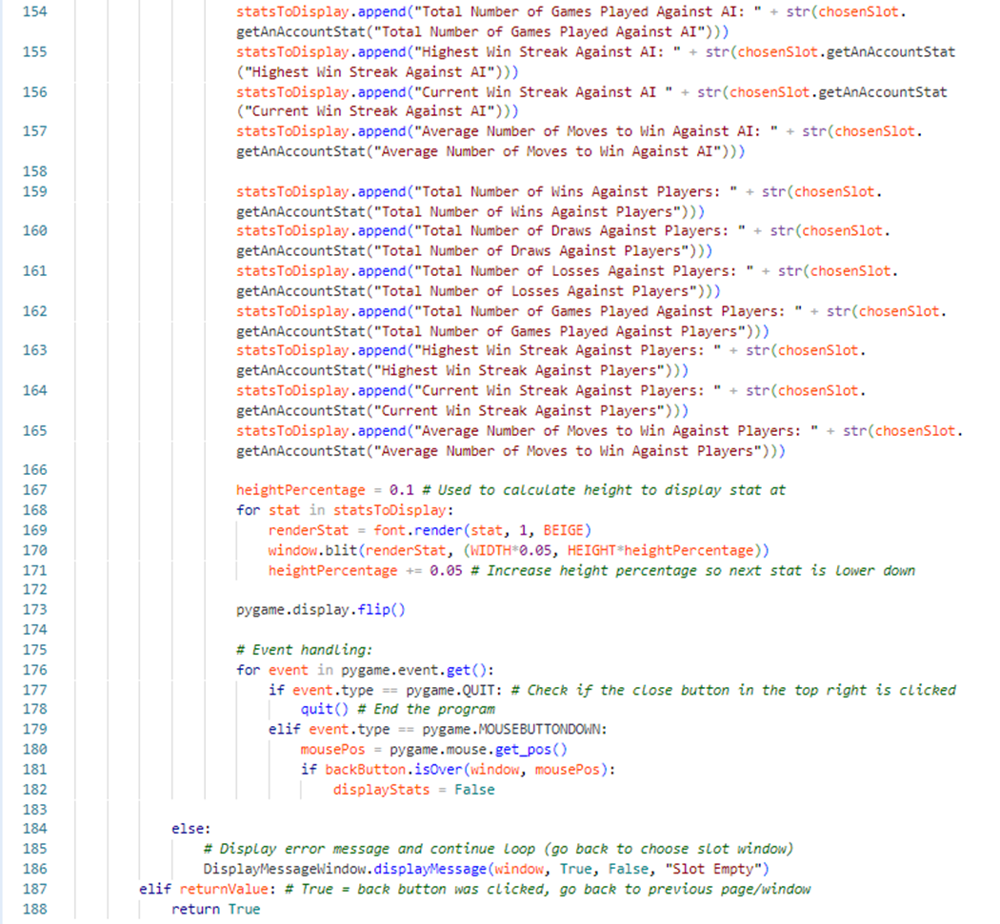 154 statsToDisplay.append("Total Number of Games Played Against AI: " + str(chosenSlot.
getAnAccountStat("Total Number of Games Played Against AI")))
155 statsToDisplay.append("Highest Win Streak Against AI: " + str(chosenSlot.getAnAccountStat
("Highest Win Streak Against AI")))
156 statsToDisplay.append("Current Win Streak Against AI " + str(chosenSlot.getAnAccountStat
("Current Win Streak Against AI")))
157 statsToDisplay.append("Average Number of Moves to Win Against AI: " + str(chosenSlot.
getAnAccountStat("Average Number of Moves to Win Against AI")))
158
159 statsToDisplay.append("Total Number of Wins Against Players: " + str(chosenSlot.
getAnAccountStat("Total Number of Wins Against Players")))
160 statsToDisplay.append("Total Number of Draws Against Players: " + str(chosenSlot.
getAnAccountStat("Total Number of Draws Against Players")))
161 statsToDisplay.append("Total Number of Losses Against Players: " + str(chosenSlot.
getAnAccountStat("Total Number of Losses Against Players")))
162 statsToDisplay.append("Total Number of Games Played Against Players: " + str(chosenSlot.
getAnAccountStat("Total Number of Games Played Against Players")))
163 statsToDisplay.append("Highest Win Streak Against Players: " + str(chosenSlot.
getAnAccountStat("Highest Win Streak Against Players")))
164 statsToDisplay.append("Current Win Streak Against Players: " + str(chosenSlot.
getAnAccountStat("Current Win Streak Against Players")))
165 statsToDisplay.append("Average Number of Moves to Win Against Players: " + str(chosenSlot.
getAnAccountStat("Average Number of Moves to Win Against Players")))
166
167 heightPercentage = 0.1 # Used to calculate height to display stat at
168 for stat in statsToDisplay:
169 renderStat = font.render(stat, 1, BEIGE)
170 window.blit(renderStat, (WIDTH*0.05, HEIGHT*heightPercentage))
171 heightPercentage += 0.05 # Increase height percentage so next stat is lower down
172
173 pygame.display.flip()
174
175 # Event handling:
176 for event in pygame.event.get():
177 if event.type == pygame.QUIT: # Check if the close button in the top right is clicked
178 quit() # End the program
179 elif event.type == pygame.MOUSEBUTTONDOWN:
180 mousePos = pygame.mouse.get_pos()
181 if backButton.isOver(window, mousePos):
182 displayStats = False
183
184 else:
185 # Display error message and continue loop (go back to choose slot window)
186 DisplayMessageWindow.displayMessage(window, True, False, "Slot Empty")
187 elif returnValue: # True = back button was clicked, go back to previous page/window
188 return True